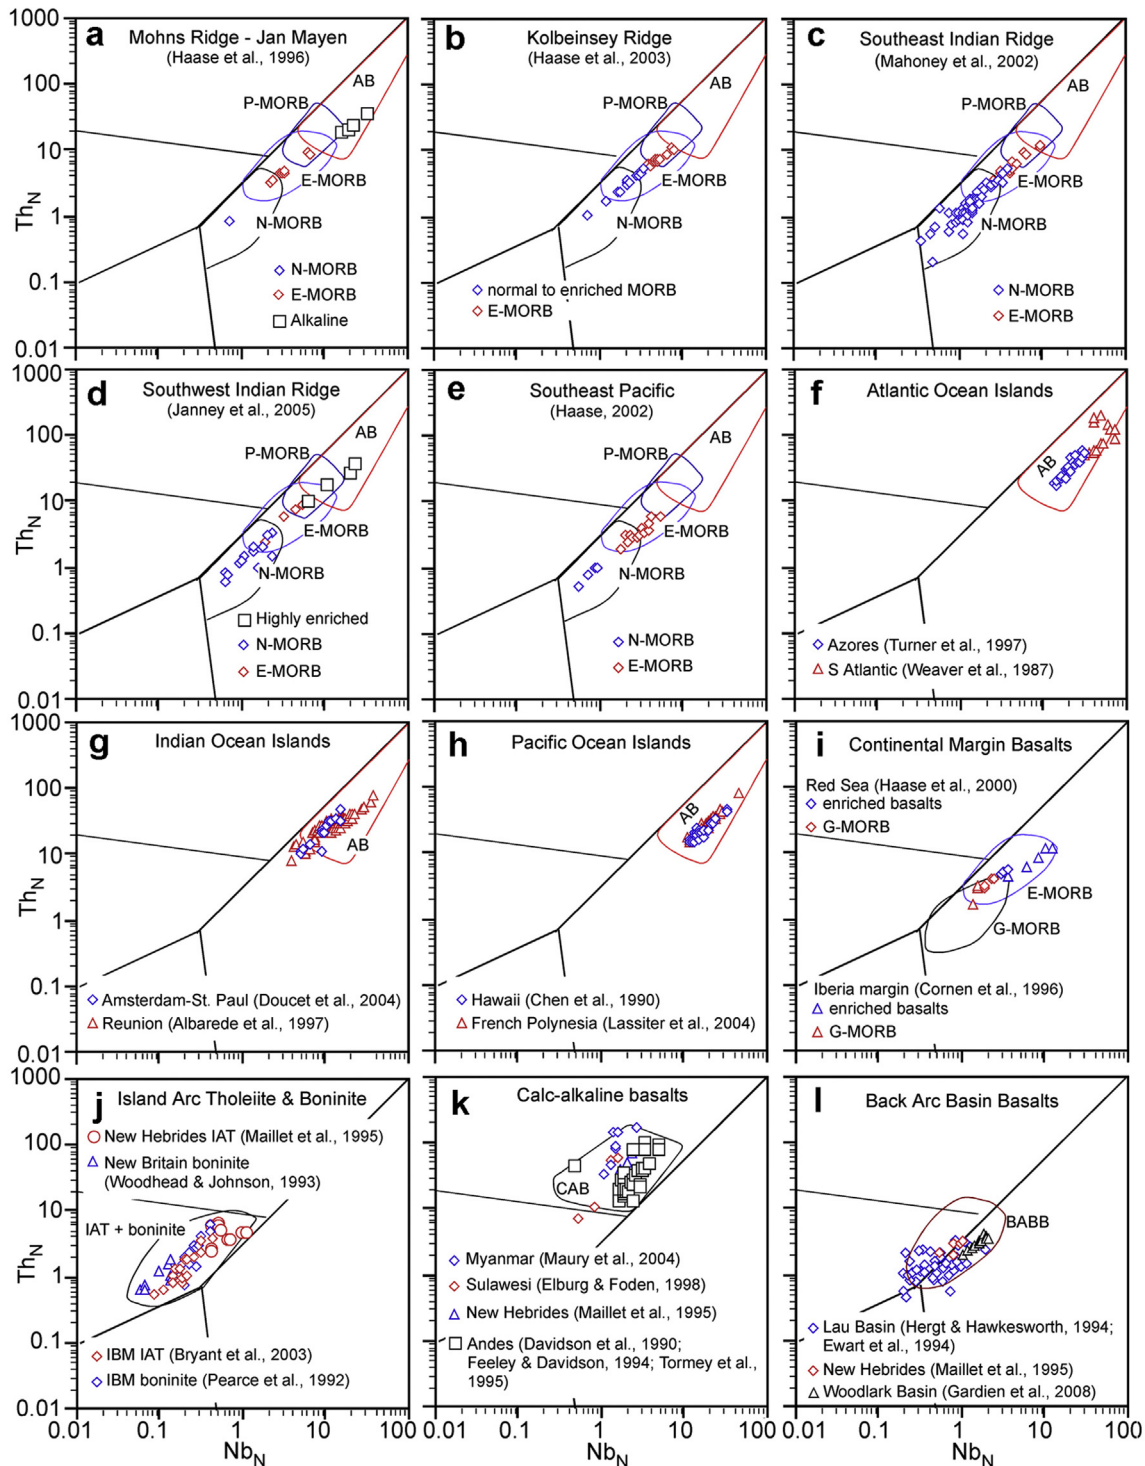 a
Mohns Ridge - Jan Mayen
(Haase et al., 1996)
AB
P-MORB
E-MORB
N-MORB
N-MORB
E-MORB
Alkaline
1000
100
10
1
0.1
0.01
Th_N
b
Kolbeinsey Ridge
(Haase et al., 2003)
AB
P-MORB
E-MORB
N-MORB
normal to enriched MORB
E-MORB
c
Southeast Indian Ridge
(Mahoney et al., 2002)
AB
P-MORB
E-MORB
N-MORB
N-MORB
E-MORB
d
Southwest Indian Ridge
(Janney et al., 2005)
AB
P-MORB
E-MORB
N-MORB
Highly enriched
N-MORB
E-MORB
1000
100
10
1
0.1
0.01
Th_N
e
Southeast Pacific
(Haase, 2002)
AB
P-MORB
E-MORB
N-MORB
N-MORB
E-MORB
f
Atlantic Ocean Islands
AB
Azores (Turner et al., 1997)
S Atlantic (Weaver et al., 1987)
g
Indian Ocean Islands
AB
Amsterdam-St. Paul (Doucet et al., 2004)
Reunion (Albarede et al., 1997)
1000
100
10
1
0.1
0.01
Th_N
h
Pacific Ocean Islands
AB
Hawaii (Chen et al., 1990)
French Polynesia (Lassiter et al., 2004)
i
Continental Margin Basalts
Red Sea (Haase et al., 2000)
enriched basalts
G-MORB
E-MORB
G-MORB
Iberia margin (Cornen et al., 1996)
enriched basalts
G-MORB
j
Island Arc Tholeiite & Boninite
New Hebrides IAT (Maillet et al., 1995)
New Britain boninite
(Woodhead & Johnson, 1993)
IAT + boninite
IBM IAT (Bryant et al., 2003)
IBM boninite (Pearce et al., 1992)
1000
100
10
1
0.1
0.01
Th_N
0.01 0.1 1 10 100
Nb_N
k
Calc-alkaline basalts
CAB
Myanmar (Maury et al., 2004)
Sulawesi (Elburg & Foden, 1998)
New Hebrides (Maillet et al., 1995)
Andes (Davidson et al., 1990;
Feeley & Davidson, 1994; Tormey et al.,
1995)
0.01 0.1 1 10 100
Nb_N
l
Back Arc Basin Basalts
BABB
Lau Basin (Hergt & Hawkesworth, 1994;
Ewart et al., 1994)
New Hebrides (Maillet et al., 1995)
Woodlark Basin (Gardien et al., 2008)
0.01 0.1 1 10 100
Nb_N